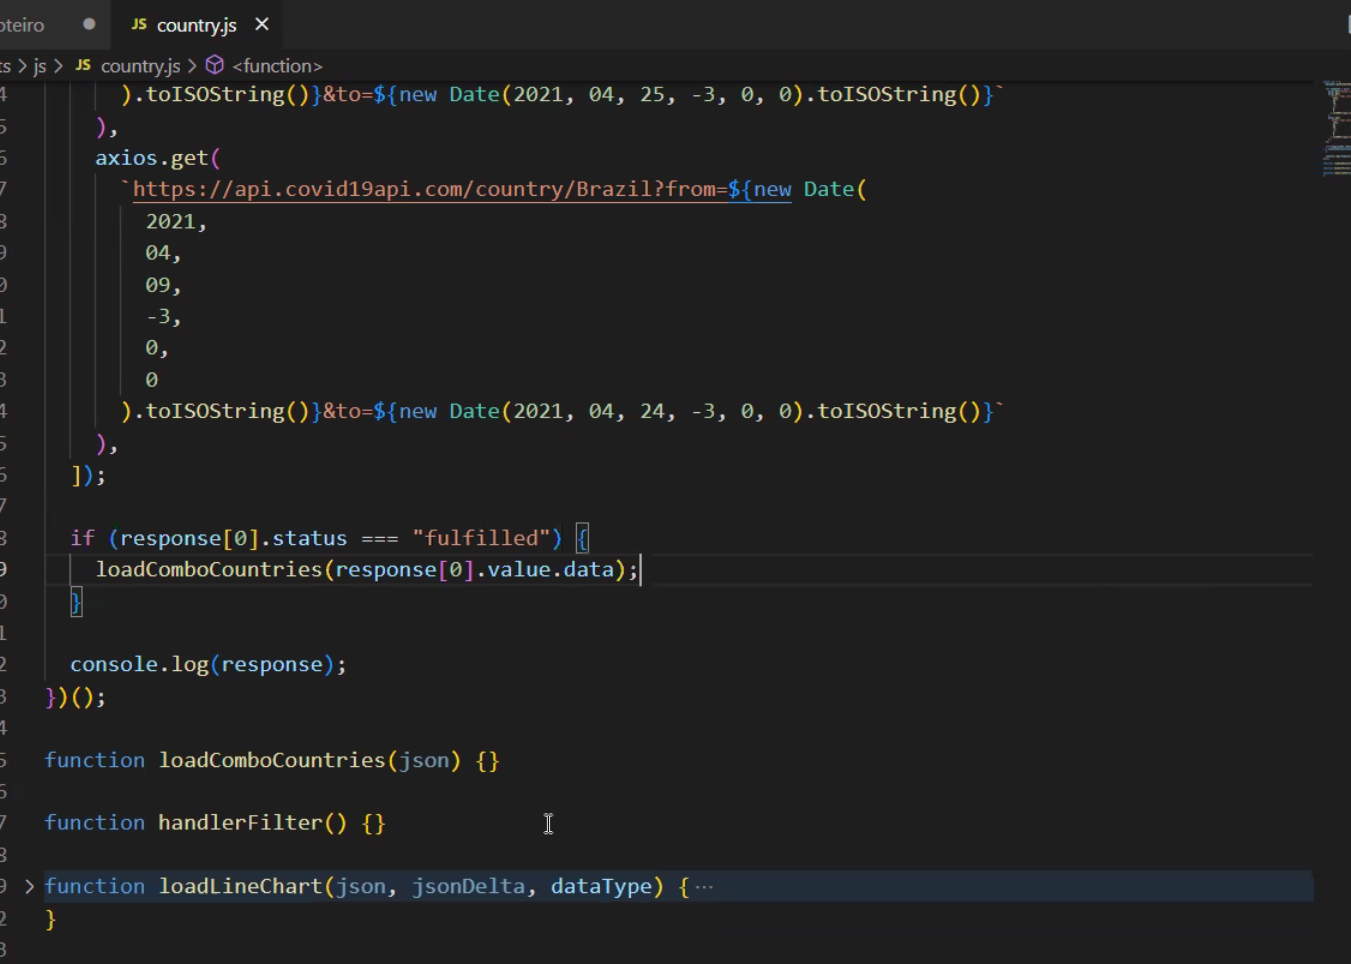 oteiro
JS country.js
ts > js > JS country.js > <function>
4 ).toISOString()}&to=${new Date(2021, 04, 25, -3, 0, 0).toISOString()}`
5 ),
6 axios.get(
7 `https://api.covid19api.com/country/Brazil?from=${new Date(
8 2021,
9 04,
0 09,
1 -3,
2 0,
3 0
4 ).toISOString()}&to=${new Date(2021, 04, 24, -3, 0, 0).toISOString()}`
5 ),
6 ]);
7
8 if (response[0].status === "fulfilled") {
9 loadComboCountries(response[0].value.data);
0 }
1
2 console.log(response);
3 })();
4
5 function loadComboCountries(json) {}
6
7 function handlerFilter() {}
8
9 > function loadLineChart(json, jsonDelta, dataType) { ···
2 }
3